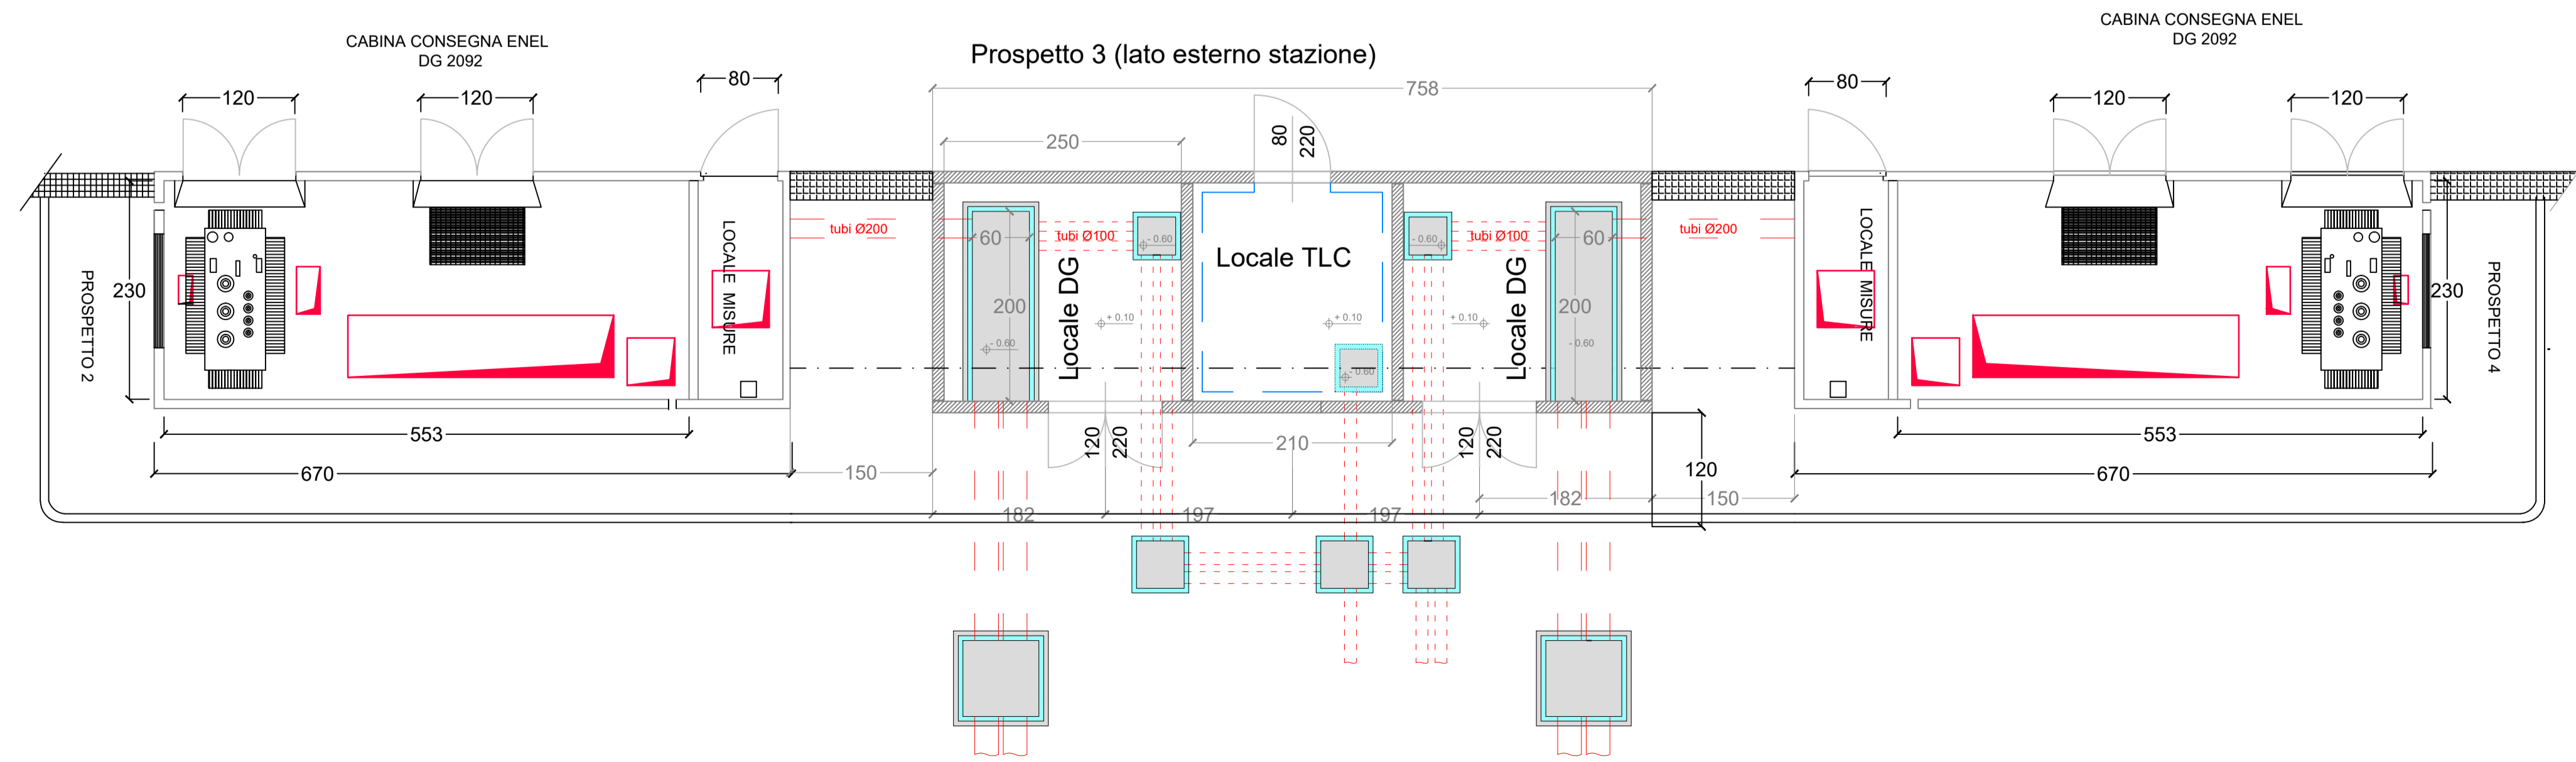 CABINA CONSEGNA ENEL
DG 2092
Prospetto 3 (lato esterno stazione)
CABINA CONSEGNA ENEL
DG 2092
120
120
80
758
80
120
120
250
80
220
PROSPETTO 2
230
LOCALE MISURE
tubi Ø200
60
200
- 0.60
tubi Ø100
- 0.60
Locale DG
+ 0.10
Locale TLC
+ 0.10
- 0.60
- 0.60
tubi Ø100
+ 0.10
Locale DG
60
200
- 0.60
tubi Ø200
LOCALE MISURE
230
PROSPETTO 4
553
670
150
120
220
210
120
220
120
553
670
182
197
197
182
150